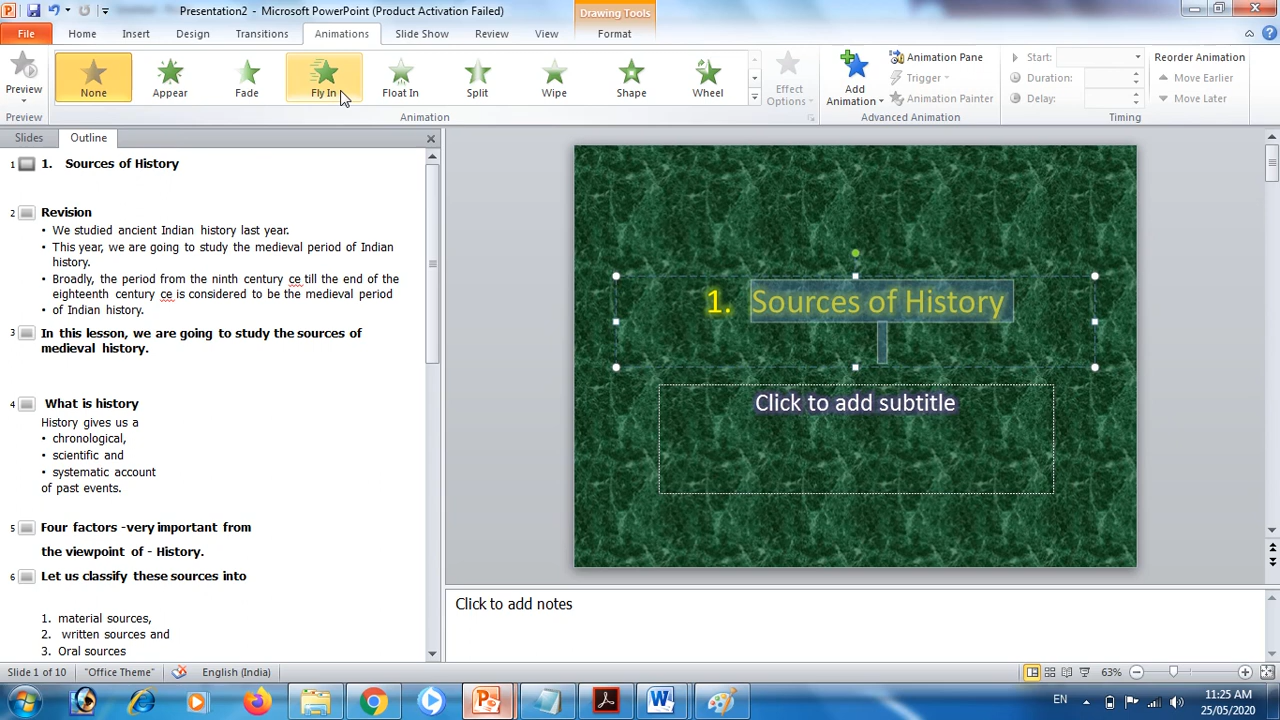 Presentation2 - Microsoft PowerPoint (Product Activation Failed)
Drawing Tools
File Home Insert Design Transitions Animations Slide Show Review View Format
Preview
Preview
None Appear Fade Fly In Float In Split Wipe Shape Wheel
Animation
Effect Options
Add Animation
Animation Pane
Trigger
Animation Painter
Advanced Animation
Start:
Duration:
Delay:
Timing
Reorder Animation
Move Earlier
Move Later
Slides Outline
1 1. Sources of History
2 Revision
• We studied ancient Indian history last year.
• This year, we are going to study the medieval period of Indian
history.
• Broadly, the period from the ninth century ce till the end of the
eighteenth century ce is considered to be the medieval period
• of Indian history.
3 In this lesson, we are going to study the sources of
medieval history.
4 What is history
History gives us a
• chronological,
• scientific and
• systematic account
of past events.
5 Four factors -very important from
the viewpoint of - History.
6 Let us classify these sources into
1. material sources,
2. written sources and
3. Oral sources
1. Sources of History
Click to add subtitle
Click to add notes
Slide 1 of 10 "Office Theme" English (India) 63%
EN
11:25 AM
25/05/2020